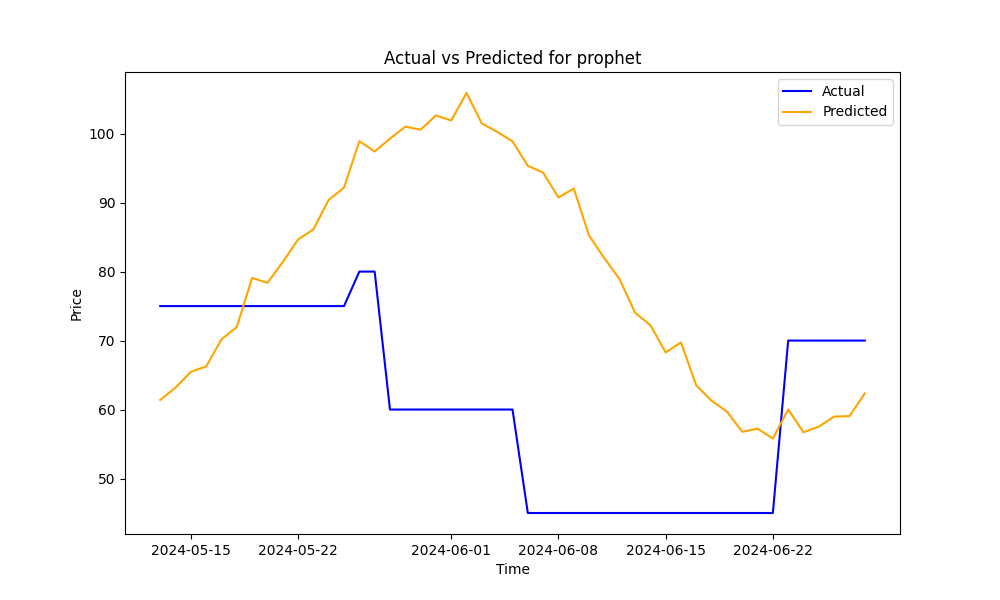 Actual vs Predicted for prophet
Actual
Predicted
Price
100
90
80
70
60
50
2024-05-15 2024-05-22 2024-06-01 2024-06-08 2024-06-15 2024-06-22
Time